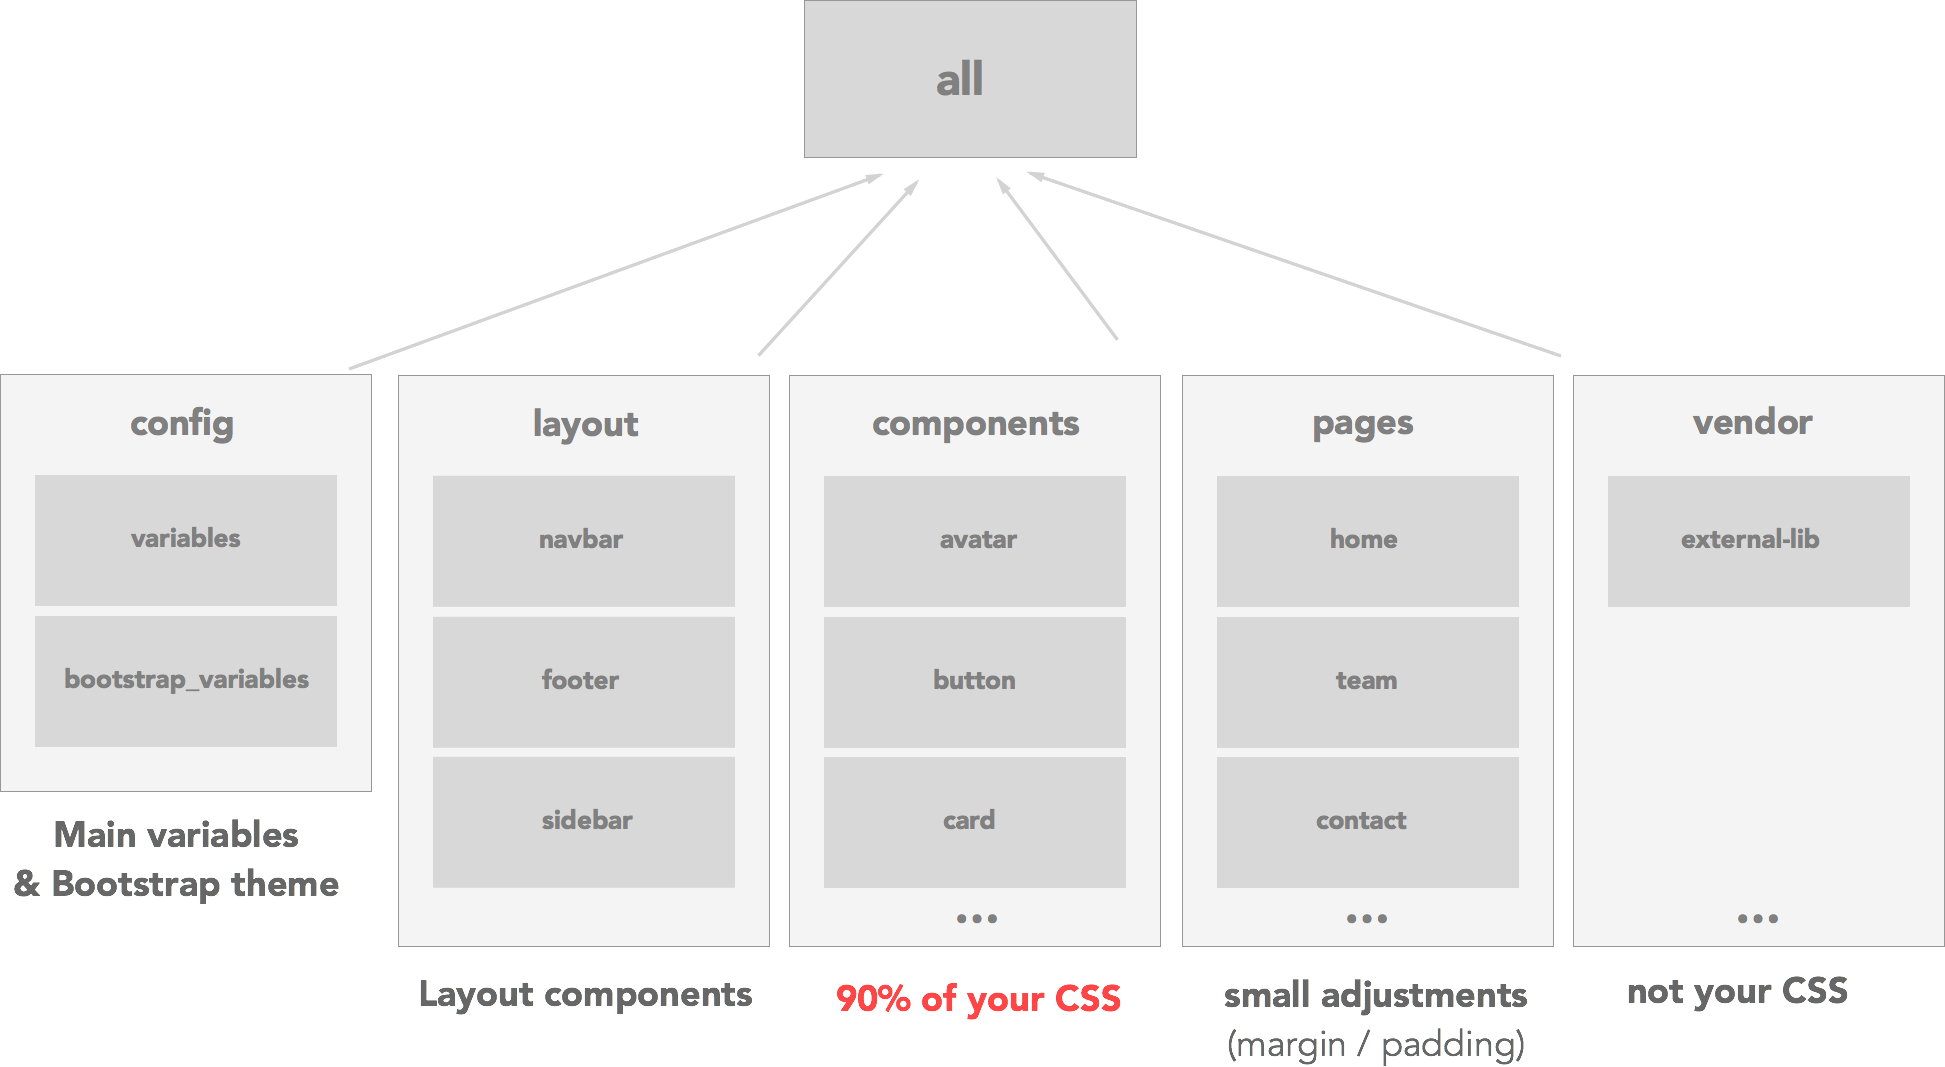 all
config
variables
bootstrap_variables
Main variables
& Bootstrap theme
layout
navbar
footer
sidebar
Layout components
components
avatar
button
card
...
90% of your CSS
pages
home
team
contact
...
small adjustments
(margin / padding)
vendor
external-lib
...
not your CSS